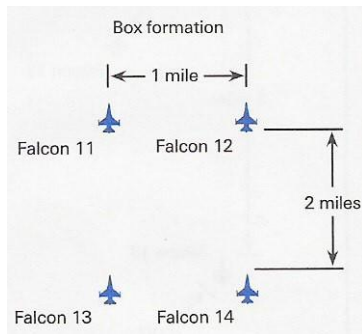 Box formation
1 mile
Falcon 11
Falcon 12
2 miles
Falcon 13
Falcon 14